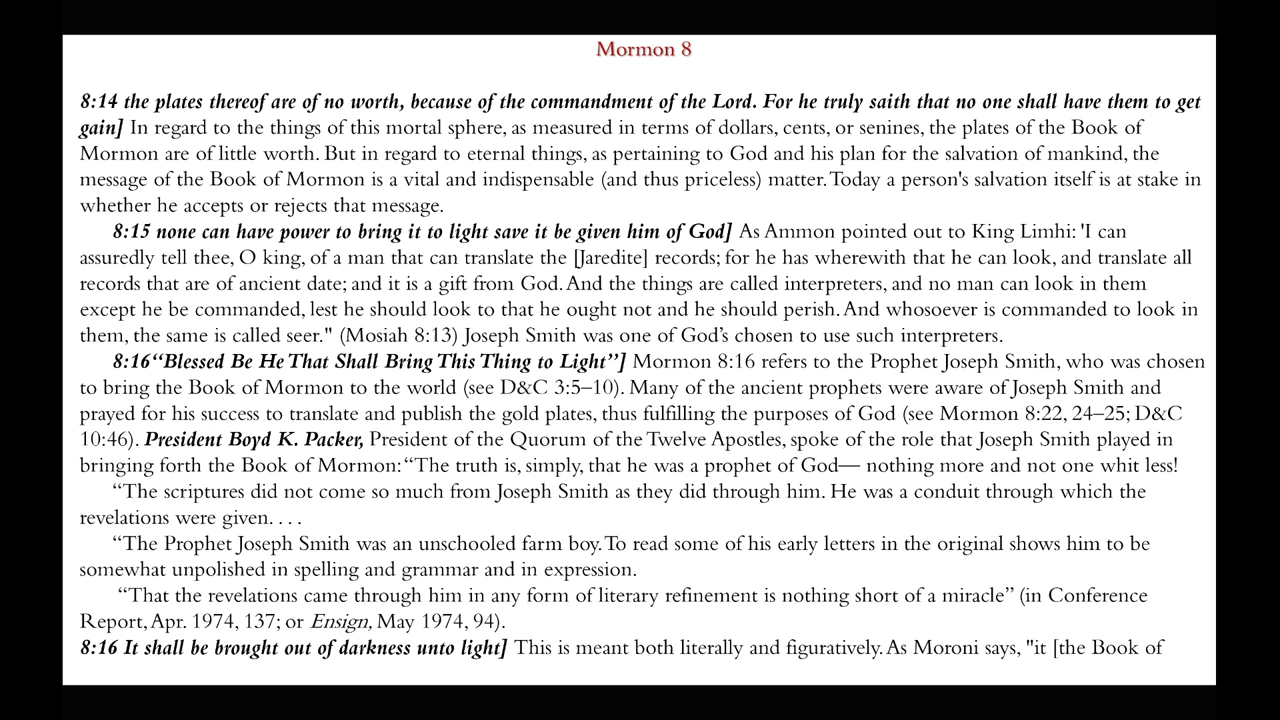 Mormon 8
8:14 the plates thereof are of no worth, because of the commandment of the Lord. For he truly saith that no one shall have them to get
gain] In regard to the things of this mortal sphere, as measured in terms of dollars, cents, or senines, the plates of the Book of
Mormon are of little worth. But in regard to eternal things, as pertaining to God and his plan for the salvation of mankind, the
message of the Book of Mormon is a vital and indispensable (and thus priceless) matter. Today a person's salvation itself is at stake in
whether he accepts or rejects that message.
8:15 none can have power to bring it to light save it be given him of God] As Ammon pointed out to King Limhi: 'I can
assuredly tell thee, O king, of a man that can translate the [Jaredite] records; for he has wherewith that he can look, and translate all
records that are of ancient date; and it is a gift from God. And the things are called interpreters, and no man can look in them
except he be commanded, lest he should look to that he ought not and he should perish. And whosoever is commanded to look in
them, the same is called seer." (Mosiah 8:13) Joseph Smith was one of God’s chosen to use such interpreters.
8:16 “Blessed Be He That Shall Bring This Thing to Light”] Mormon 8:16 refers to the Prophet Joseph Smith, who was chosen
to bring the Book of Mormon to the world (see D&C 3:5–10). Many of the ancient prophets were aware of Joseph Smith and
prayed for his success to translate and publish the gold plates, thus fulfilling the purposes of God (see Mormon 8:22, 24–25; D&C
10:46). President Boyd K. Packer, President of the Quorum of the Twelve Apostles, spoke of the role that Joseph Smith played in
bringing forth the Book of Mormon: “The truth is, simply, that he was a prophet of God— nothing more and not one whit less!
“The scriptures did not come so much from Joseph Smith as they did through him. He was a conduit through which the
revelations were given. . . .
“The Prophet Joseph Smith was an unschooled farm boy. To read some of his early letters in the original shows him to be
somewhat unpolished in spelling and grammar and in expression.
“That the revelations came through him in any form of literary refinement is nothing short of a miracle” (in Conference
Report, Apr. 1974, 137; or Ensign, May 1974, 94).
8:16 It shall be brought out of darkness unto light] This is meant both literally and figuratively. As Moroni says, "it [the Book of